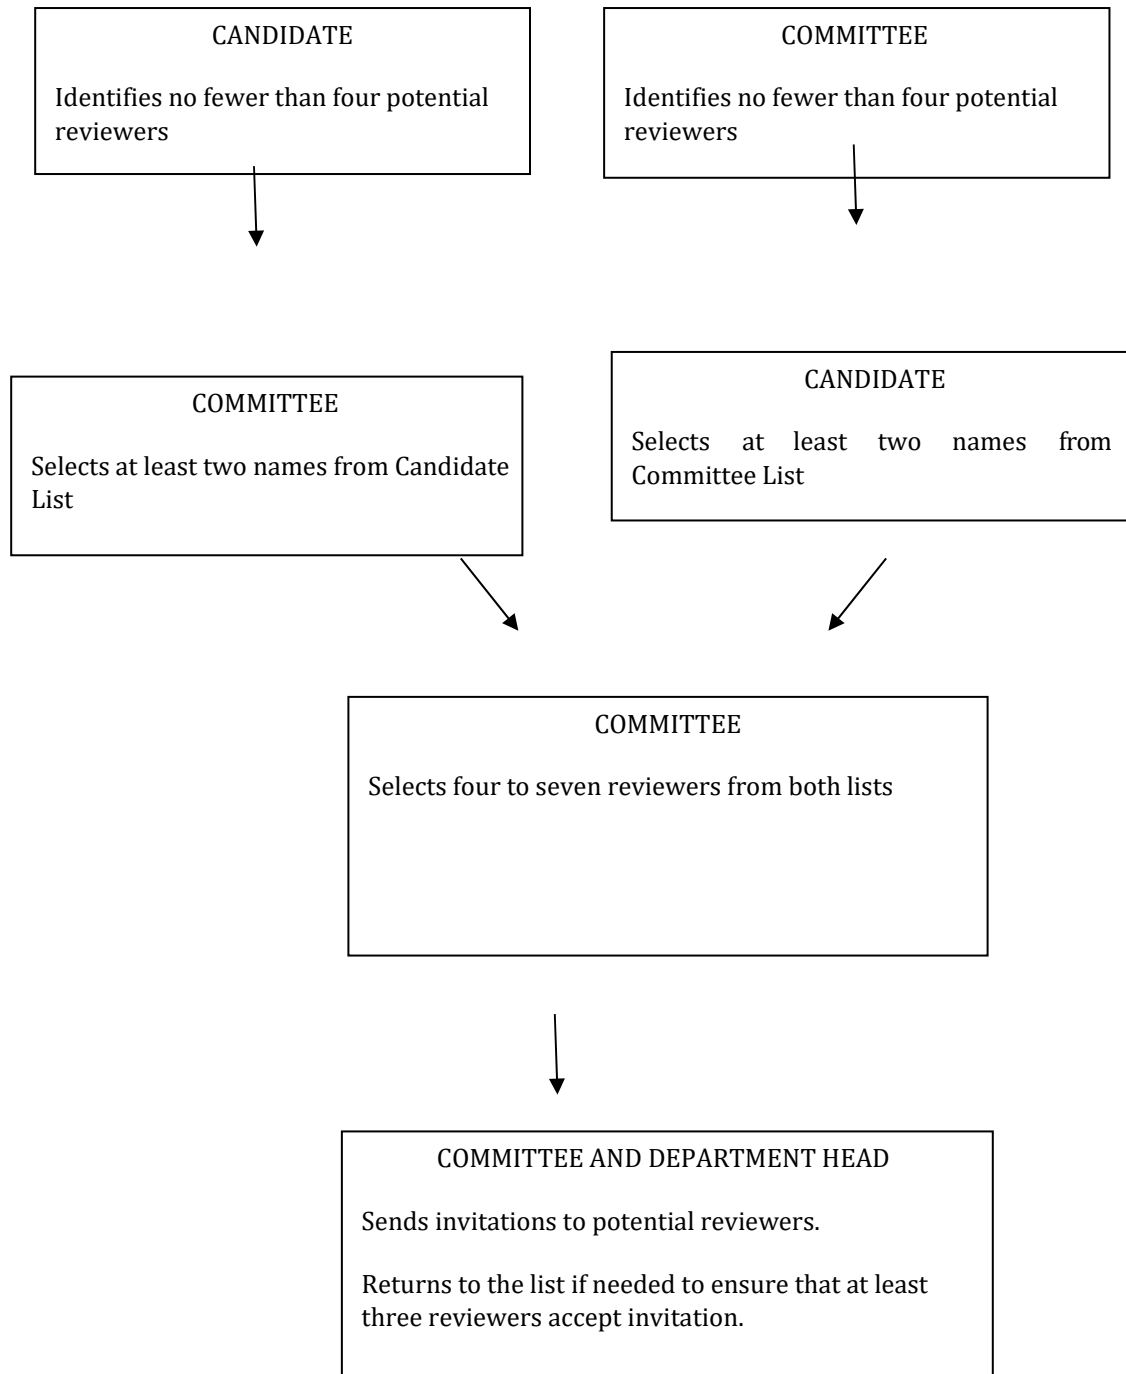 CANDIDATE
Identifies no fewer than four potential
reviewers
COMMITTEE
Identifies no fewer than four potential
reviewers
COMMITTEE
Selects at least two names from Candidate
List
CANDIDATE
Selects at least two names from
Committee List
COMMITTEE
Selects four to seven reviewers from both lists
COMMITTEE AND DEPARTMENT HEAD
Sends invitations to potential reviewers.
Returns to the list if needed to ensure that at least
three reviewers accept invitation.